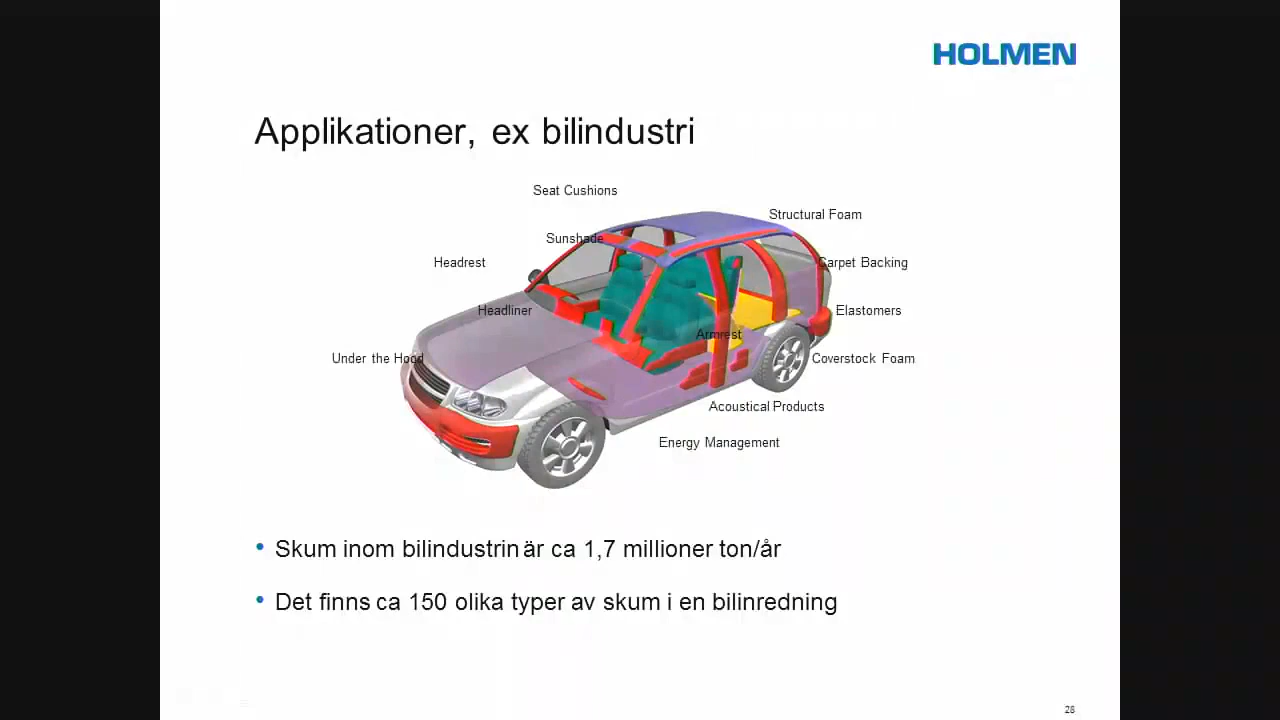 HOLMEN
Applikationer, ex bilindustri
Seat Cushions
Structural Foam
Sunshade
Headrest
Carpet Backing
Headliner
Elastomers
Armrest
Under the Hood
Coverstock Foam
Acoustical Products
Energy Management
• Skum inom bilindustrin är ca 1,7 millioner ton/år
• Det finns ca 150 olika typer av skum i en bilinredning
28